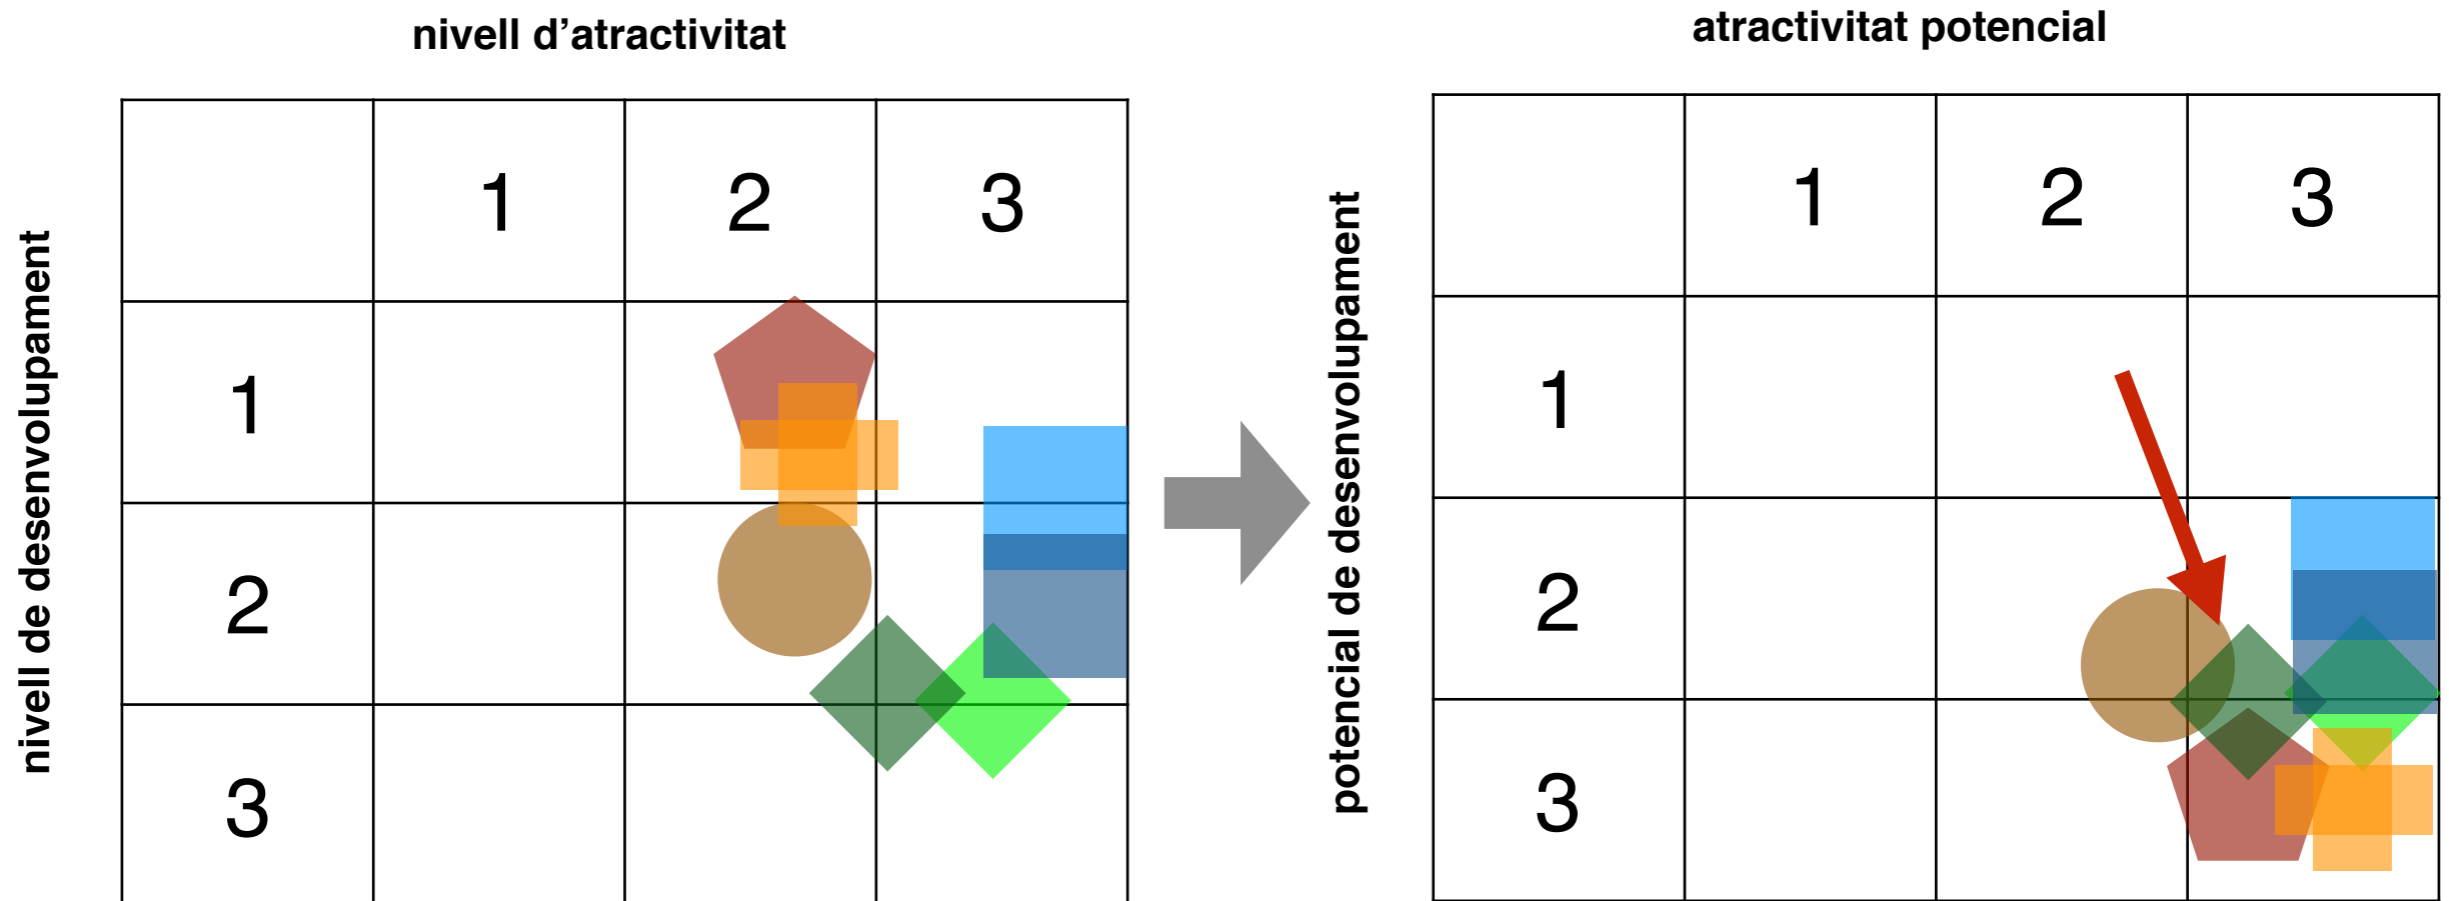 nivell d’atractivitat
nivell de desenvolupament
1 2 3
1
2
3
atractivitat potencial
potencial de desenvolupament
1 2 3
1
2
3